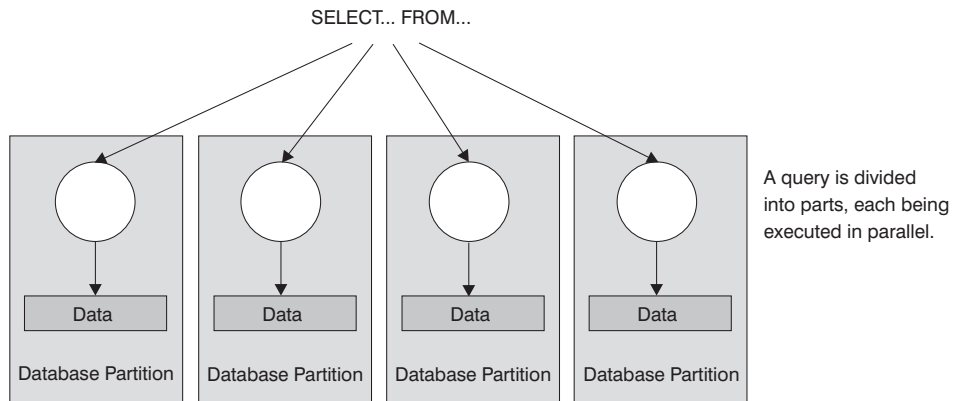 SELECT... FROM...
A query is divided
into parts, each being
executed in parallel.
Data
Data
Data
Data
Database Partition
Database Partition
Database Partition
Database Partition